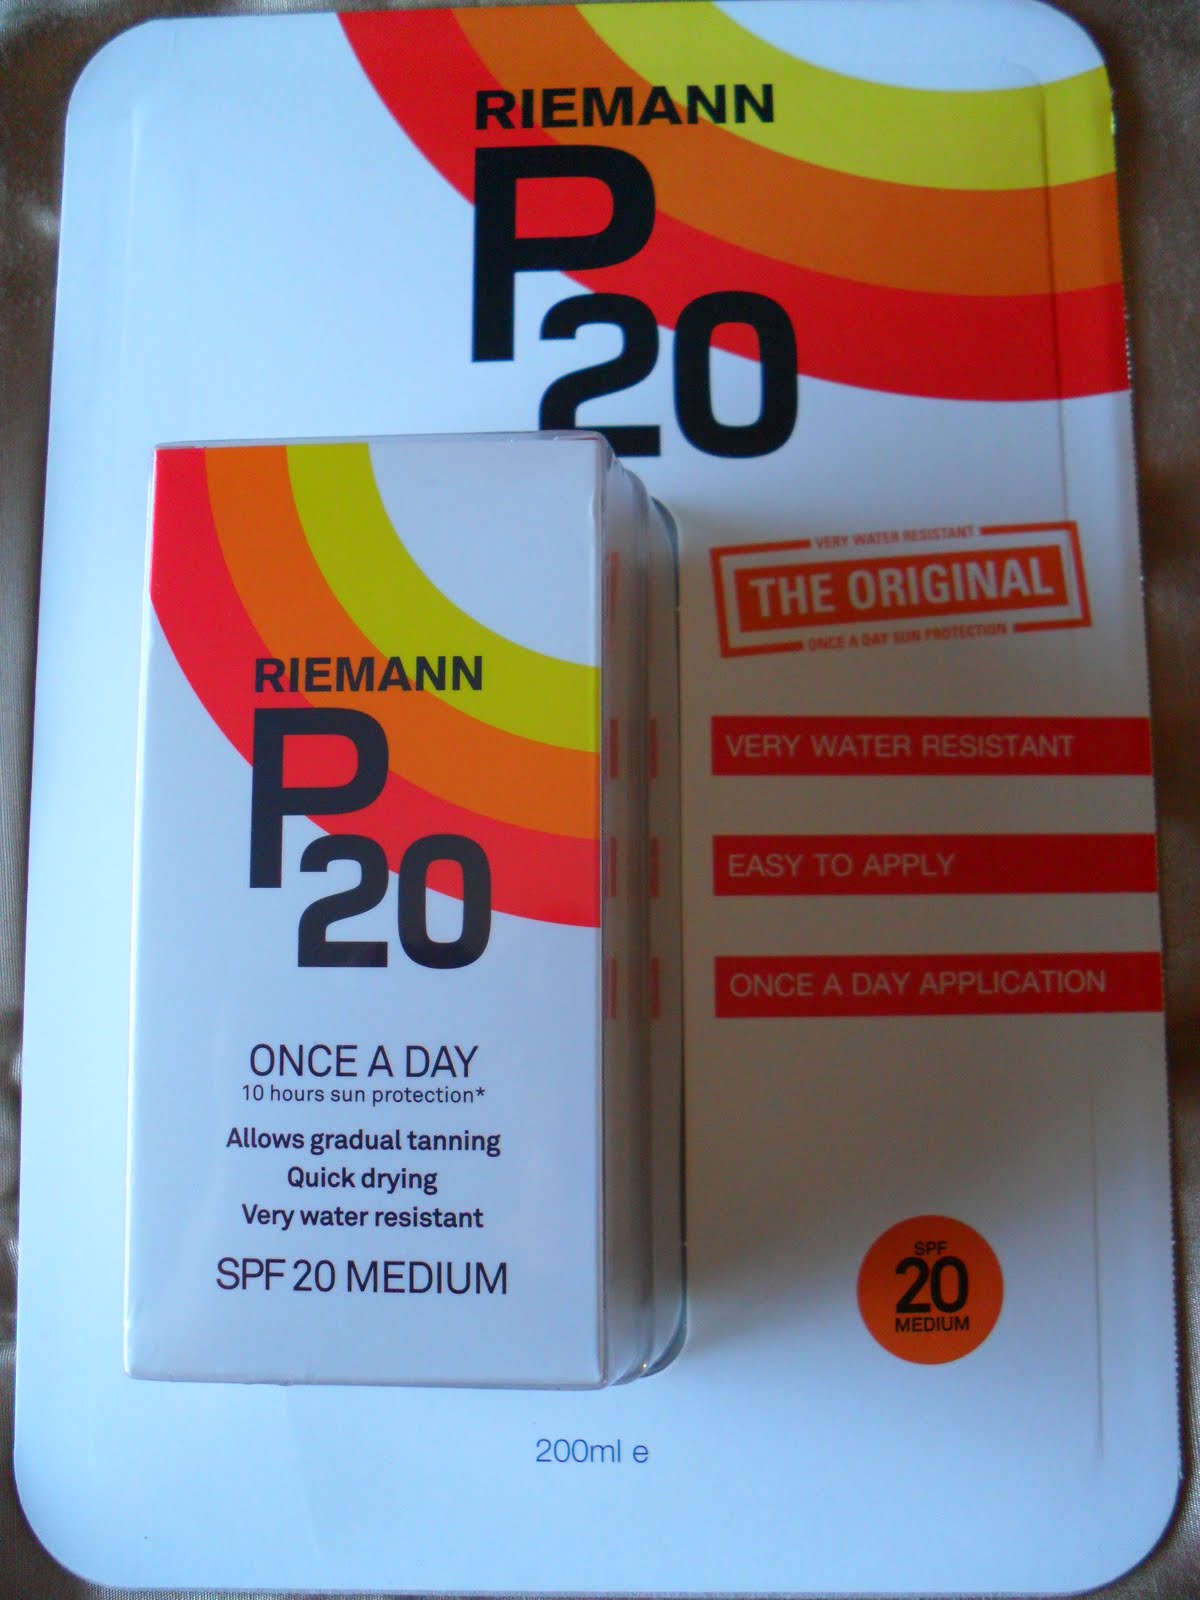 RIEMANN
P
20
VERY WATER RESISTANT
THE ORIGINAL
ONCE A DAY SUN PROTECTION
VERY WATER RESISTANT
EASY TO APPLY
ONCE A DAY APPLICATION
RIEMANN
P
20
ONCE A DAY
10 hours sun protection*
Allows gradual tanning
Quick drying
Very water resistant
SPF 20 MEDIUM
SPF
20
MEDIUM
200ml e